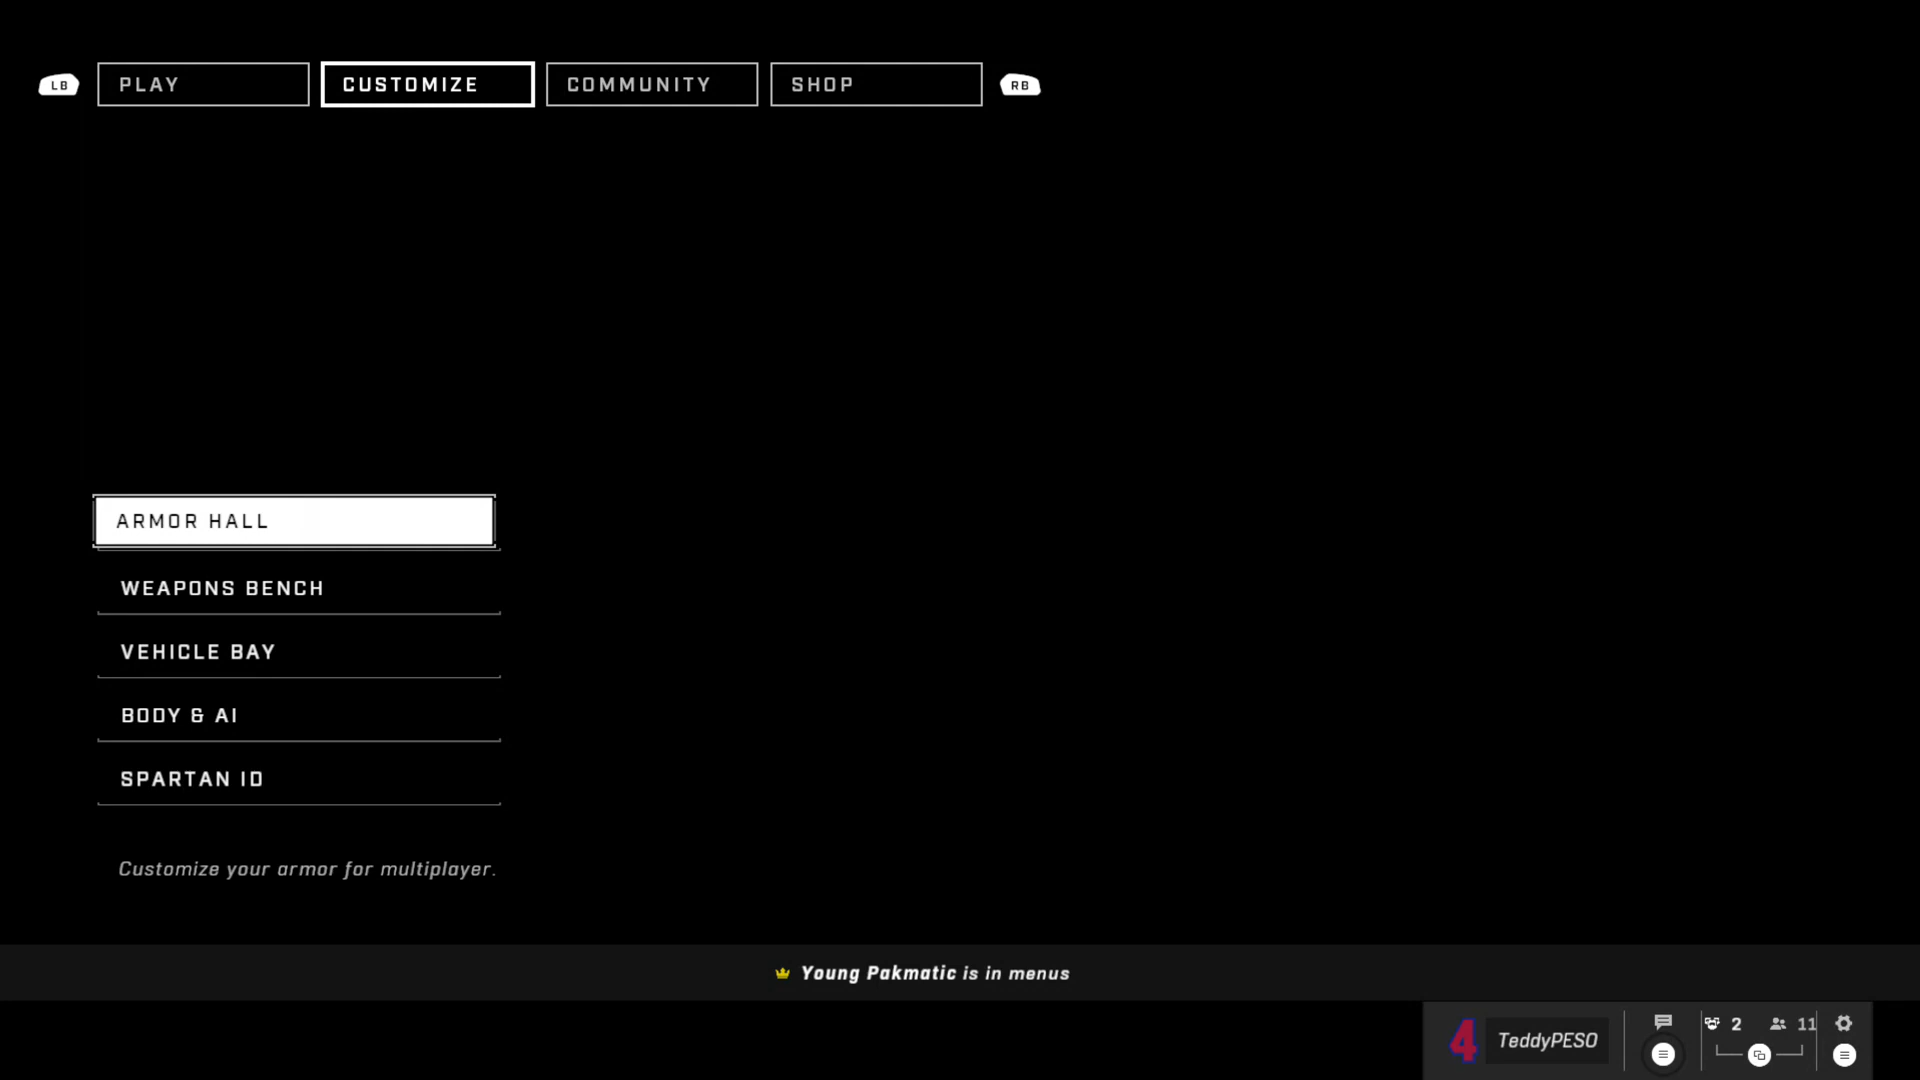 LB PLAY CUSTOMIZE COMMUNITY SHOP RB
ARMOR HALL
WEAPONS BENCH
VEHICLE BAY
BODY & AI
SPARTAN ID
Customize your armor for multiplayer.
Young Pakmatic is in menus
4 TeddyPESO 2 11